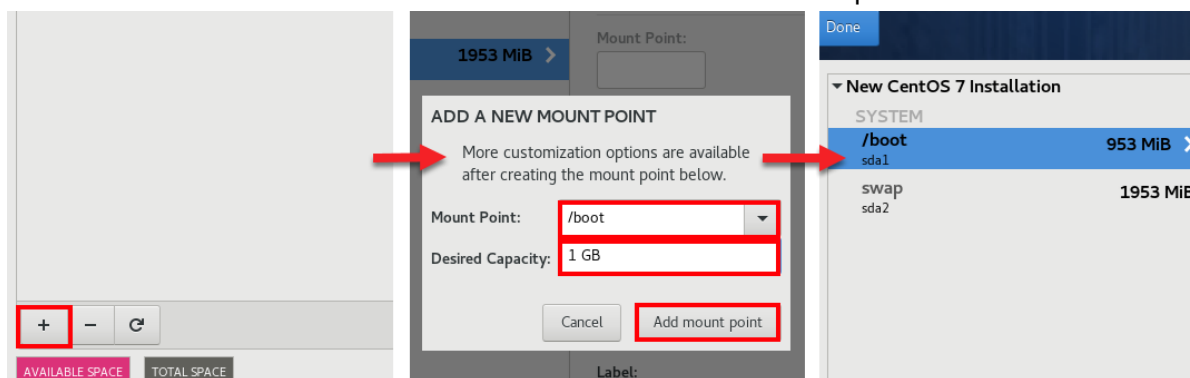 + −
AVAILABLE SPACE TOTAL SPACE
Mount Point:
1953 MiB
ADD A NEW MOUNT POINT
More customization options are available
after creating the mount point below.
Mount Point: /boot
Desired Capacity: 1 GB
Cancel Add mount point
Label:
Done
New CentOS 7 Installation
SYSTEM
/boot 953 MiB
sda1
swap 1953 MiB
sda2